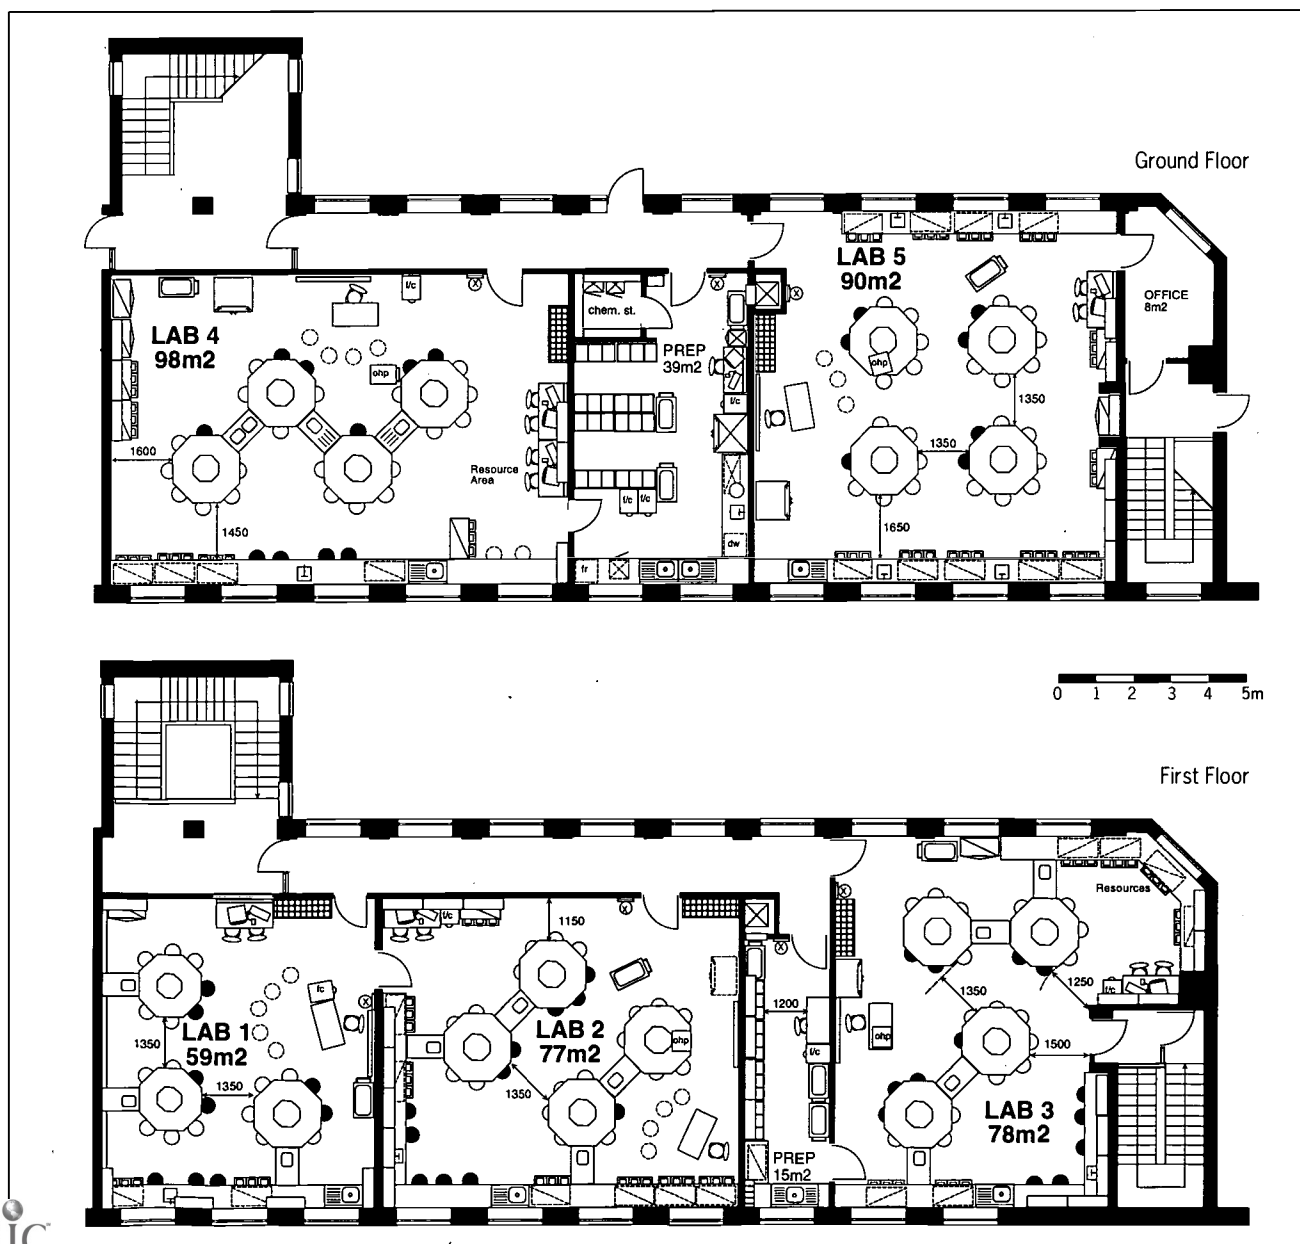 Ground Floor
LAB 4
98m2
f/c
ohp
1600
1450
Resource
Area
chem. st.
PREP
39m2
f/c
f/c
f/c
fr
dw
LAB 5
90m2
ohp
1350
1350
1650
OFFICE
8m2
0 1 2 3 4 5m
First Floor
LAB 1
59m2
fc
1350
1350
f/c
LAB 2
77m2
1150
ohp
1350
1200
f/c
PREP
15m2
Resources
f/c
1250
1350
ohp
1500
LAB 3
78m2
IC